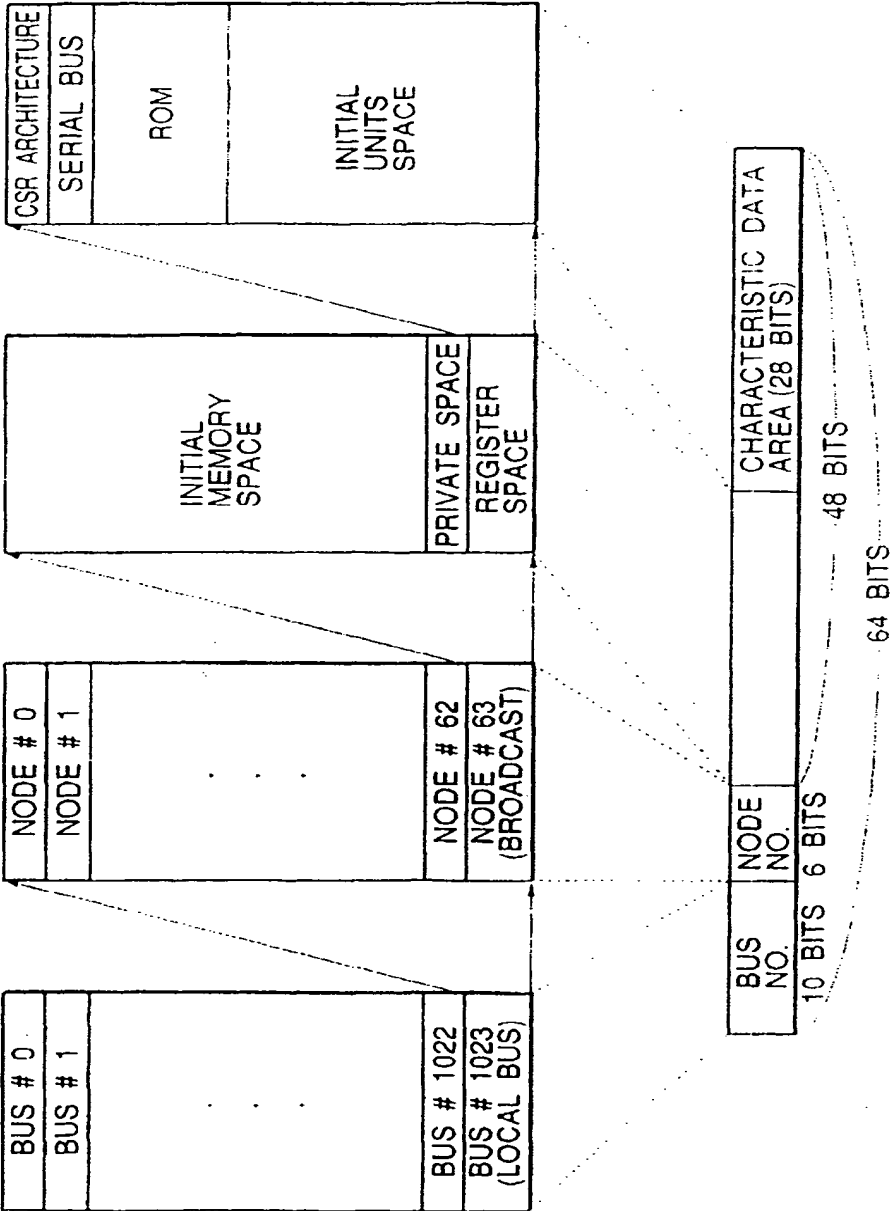 BUS # 0
BUS # 1
BUS # 1022
BUS # 1023
(LOCAL BUS)
NODE # 0
NODE # 1
NODE # 62
NODE # 63
(BROADCAST)
INITIAL
MEMORY
SPACE
PRIVATE SPACE
REGISTER
SPACE
CSR ARCHITECTURE
SERIAL BUS
ROM
INITIAL
UNITS
SPACE
BUS
NO.
NODE
NO.
CHARACTERISTIC DATA
AREA (28 BITS)
10 BITS
6 BITS
48 BITS
64 BITS